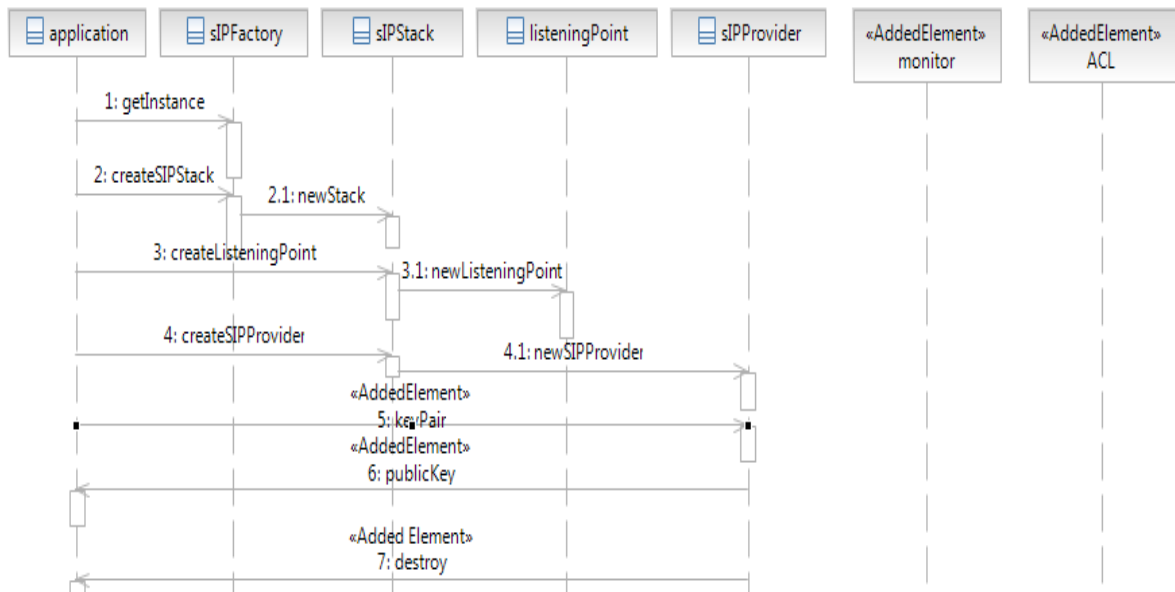 application
sIPFactory
sIPStack
listeningPoint
sIPProvider
«AddedElement»
monitor
«AddedElement»
ACL
1: getInstance
2: createSIPStack
2.1: newStack
3: createListeningPoint
3.1: newListeningPoint
4: createSIPProvider
4.1: newSIPProvider
«AddedElement»
5: keyPair
«AddedElement»
6: publicKey
«Added Element»
7: destroy